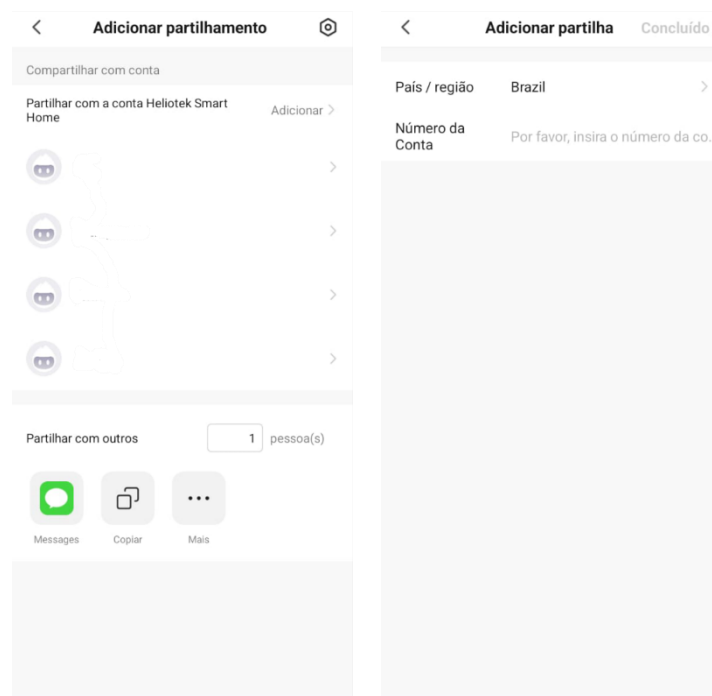 Adicionar partilhamento
Compartilhar com conta
Partilhar com a conta Heliotek Smart
Home
Adicionar
Partilhar com outros
1 pessoa(s)
Messages
Copiar
Mais
Adicionar partilha
Concluído
País / região
Brazil
Número da
Conta
Por favor, insira o número da co..